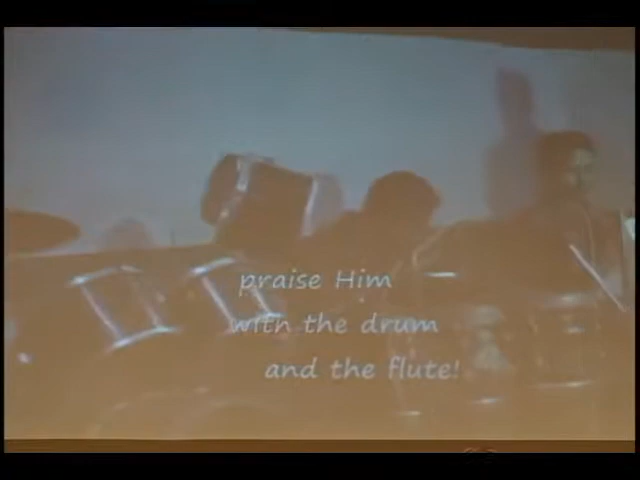 praise Him
with the drum
and the flute!